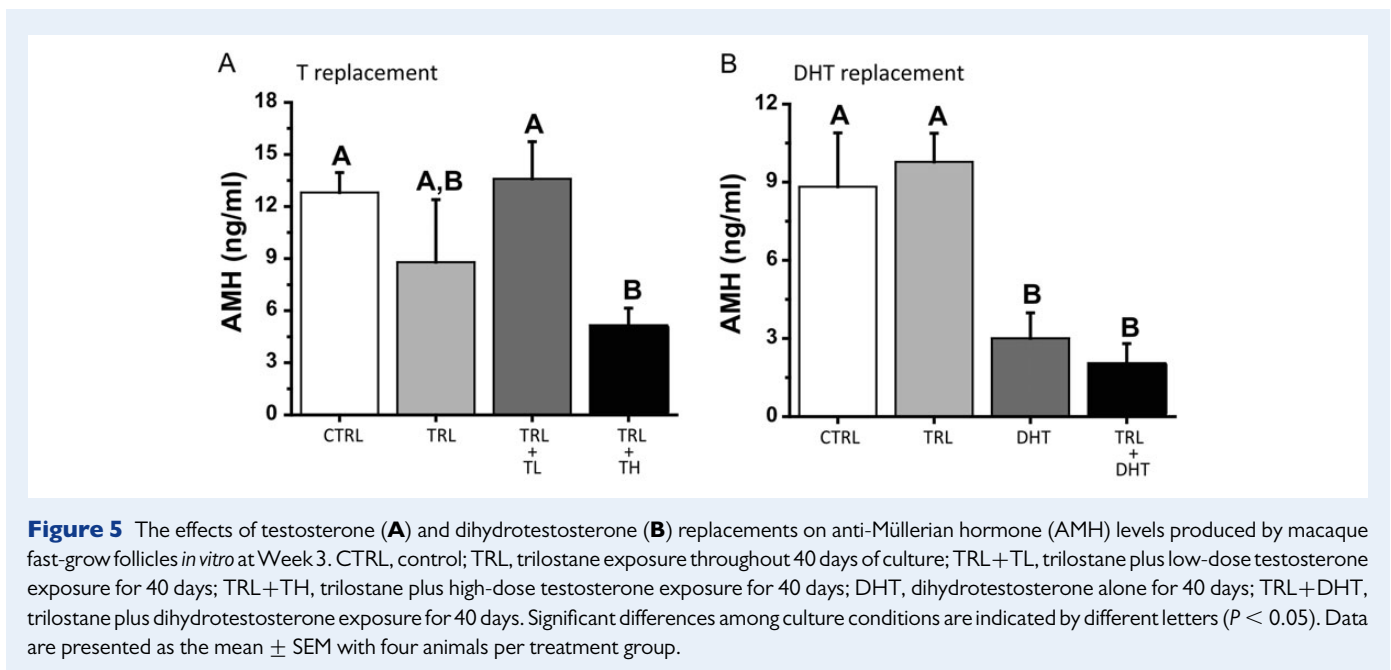 A
T replacement
18
15
12
9
6
3
0
AMH (ng/ml)
A
A,B
A
B
CTRL
TRL
TRL
+
TL
TRL
+
TH
B
DHT replacement
12
9
6
3
0
AMH (ng/ml)
A
A
B
B
CTRL
TRL
DHT
TRL
+
DHT
Figure 5 The effects of testosterone (A) and dihydrotestosterone (B) replacements on anti-Müllerian hormone (AMH) levels produced by macaque
fast-grow follicles in vitro at Week 3. CTRL, control; TRL, trilostane exposure throughout 40 days of culture; TRL+TL, trilostane plus low-dose testosterone
exposure for 40 days; TRL+TH, trilostane plus high-dose testosterone exposure for 40 days; DHT, dihydrotestosterone alone for 40 days; TRL+DHT,
trilostane plus dihydrotestosterone exposure for 40 days. Significant differences among culture conditions are indicated by different letters (P < 0.05). Data
are presented as the mean ± SEM with four animals per treatment group.